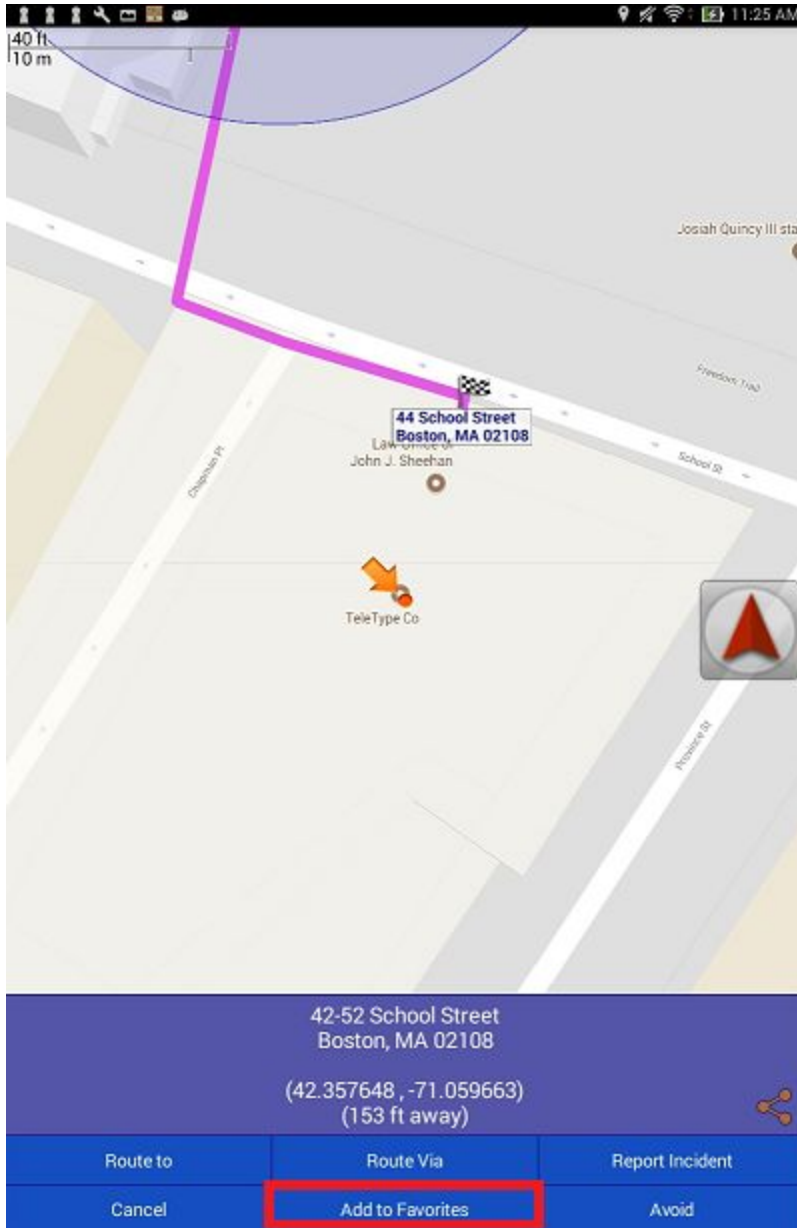 11:25 AM
40 ft
10 m
Josiah Quincy III sta
Freedom Trail
44 School Street
Boston, MA 02108
Law Office of
John J. Sheehan
School St
Chapman Pl
TeleType Co
Province St
42-52 School Street
Boston, MA 02108
(42.357648 , -71.059663)
(153 ft away)
Route to
Route Via
Report Incident
Cancel
Add to Favorites
Avoid